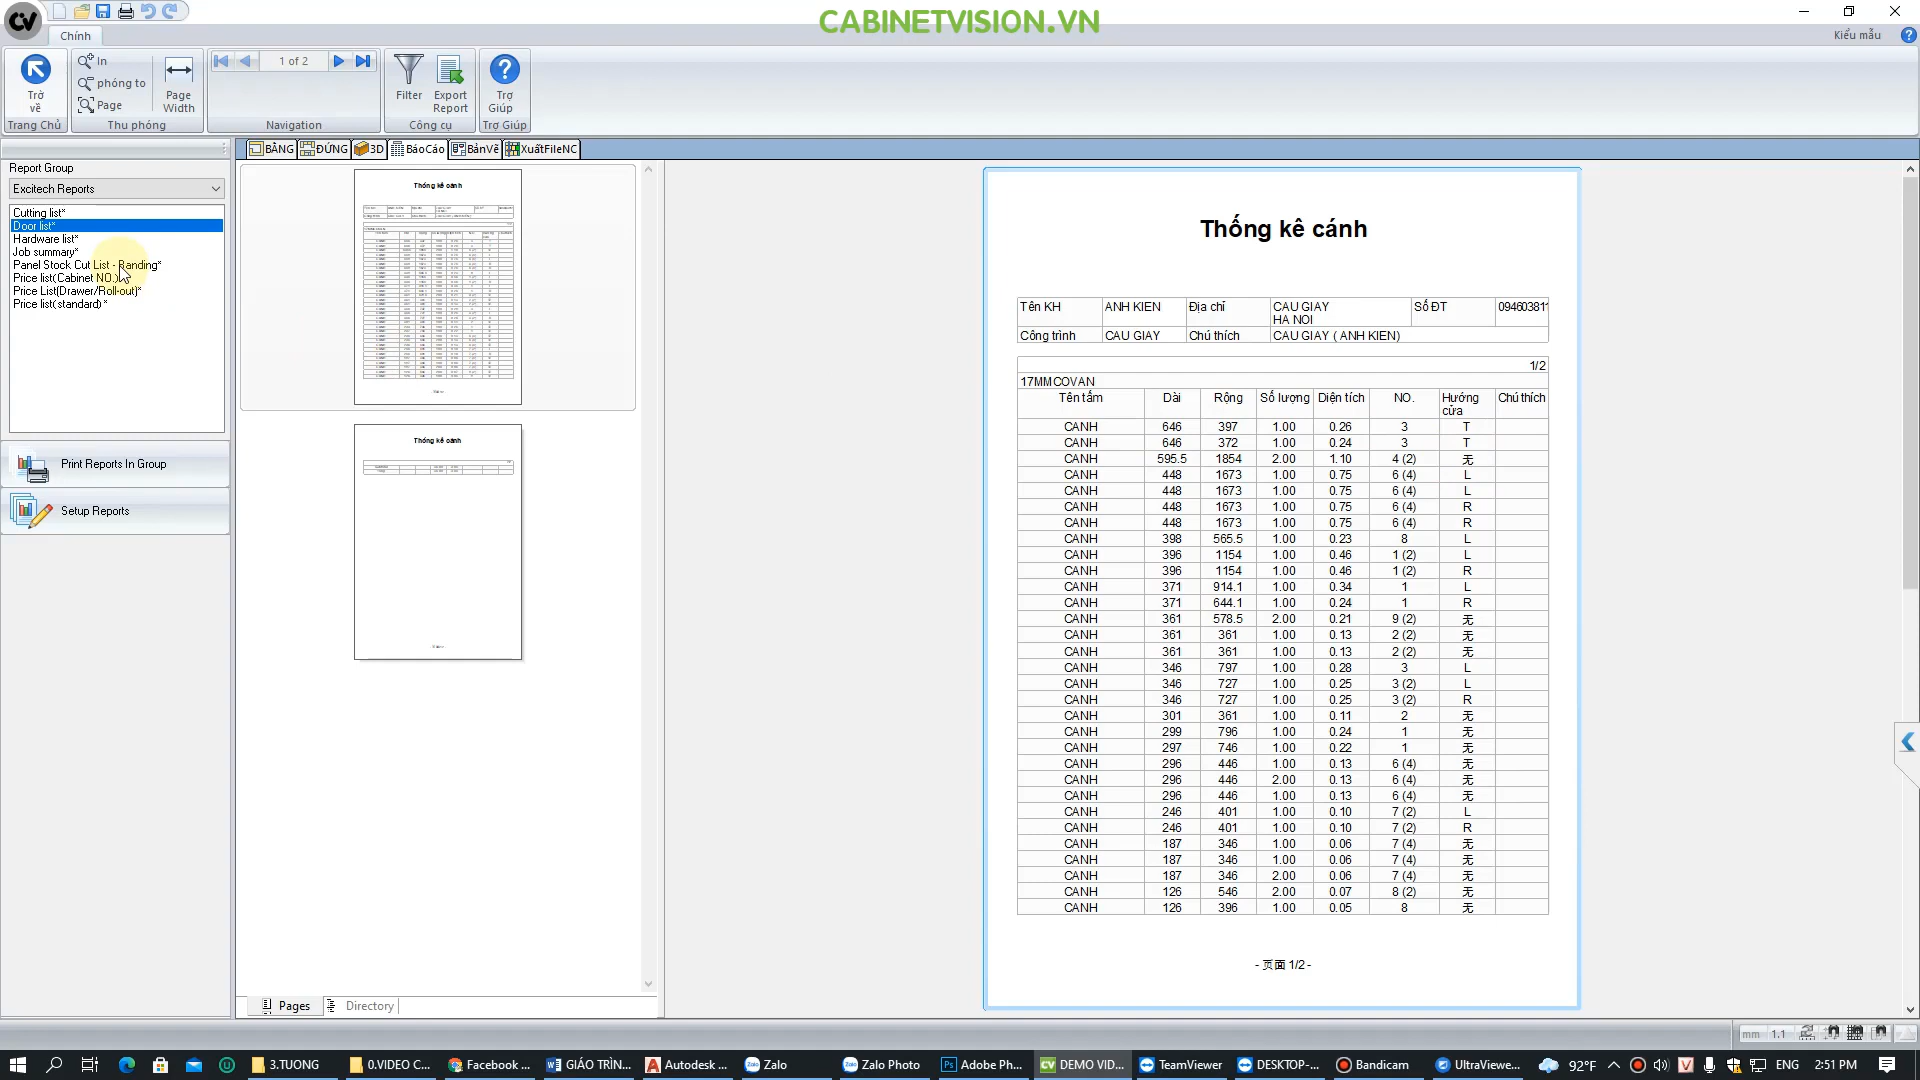 CABINETVISION.VN
CV
Chính
Kiểu mẫu
In
phóng to
Page
Trở về
Page Width
1 of 2
Filter
Export Report
Trợ Giúp
Trang Chủ
Thu phóng
Navigation
Công cụ
Trợ Giúp
BẰNG
ĐỨNG
3D
BáoCáo
BảnVẽ
XuấtFileNC
Report Group
Excitech Reports
Cutting list*
Door list*
Hardware list*
Job summary*
Panel Stock Cut List - Randing*
Price list(Cabinet NO.)
Price List(Drawer/Roll-out)*
Price list(standard) *
Print Reports In Group
Setup Reports
Thống kê cánh
Thống kê cánh
Pages
Directory
Thống kê cánh
Tên KH ANH KIEN Địa chỉ CAU GIAY Số ĐT 094603811
HA NOI
Công trình CAU GIAY Chú thích CAU GIAY ( ANH KIEN)
1/2
17MMCOVAN
Tên tấm Dài Rộng Số lượng Diện tích NO. Hướng cửa Chú thích
CANH 646 397 1.00 0.26 3 T
CANH 646 372 1.00 0.24 3 T
CANH 595.5 1854 2.00 1.10 4 (2) 无
CANH 448 1673 1.00 0.75 6 (4) L
CANH 448 1673 1.00 0.75 6 (4) L
CANH 448 1673 1.00 0.75 6 (4) R
CANH 448 1673 1.00 0.75 6 (4) R
CANH 398 565.5 1.00 0.23 8 L
CANH 396 1154 1.00 0.46 1 (2) L
CANH 396 1154 1.00 0.46 1 (2) R
CANH 371 914.1 1.00 0.34 1 L
CANH 371 644.1 1.00 0.24 1 R
CANH 361 578.5 2.00 0.21 9 (2) 无
CANH 361 361 1.00 0.13 2 (2) 无
CANH 361 361 1.00 0.13 2 (2) 无
CANH 346 797 1.00 0.28 3 L
CANH 346 727 1.00 0.25 3 (2) L
CANH 346 727 1.00 0.25 3 (2) R
CANH 301 361 1.00 0.11 2 无
CANH 299 796 1.00 0.24 1 无
CANH 297 746 1.00 0.22 1 无
CANH 296 446 1.00 0.13 6 (4) 无
CANH 296 446 2.00 0.13 6 (4) 无
CANH 296 446 1.00 0.13 6 (4) 无
CANH 246 401 1.00 0.10 7 (2) L
CANH 246 401 1.00 0.10 7 (2) R
CANH 187 346 1.00 0.06 7 (4) 无
CANH 187 346 1.00 0.06 7 (4) 无
CANH 187 346 2.00 0.06 7 (4) 无
CANH 126 546 2.00 0.07 8 (2) 无
CANH 126 396 1.00 0.05 8 无
- 页面 1/2 -
mm 1.1
3.TUONG
0.VIDEO C...
Facebook ...
GIÁO TRÌN...
Autodesk ...
Zalo
Zalo Photo
Adobe Ph...
DEMO VID...
TeamViewer
DESKTOP-...
Bandicam
UltraViewe...
92°F
ENG
2:51 PM